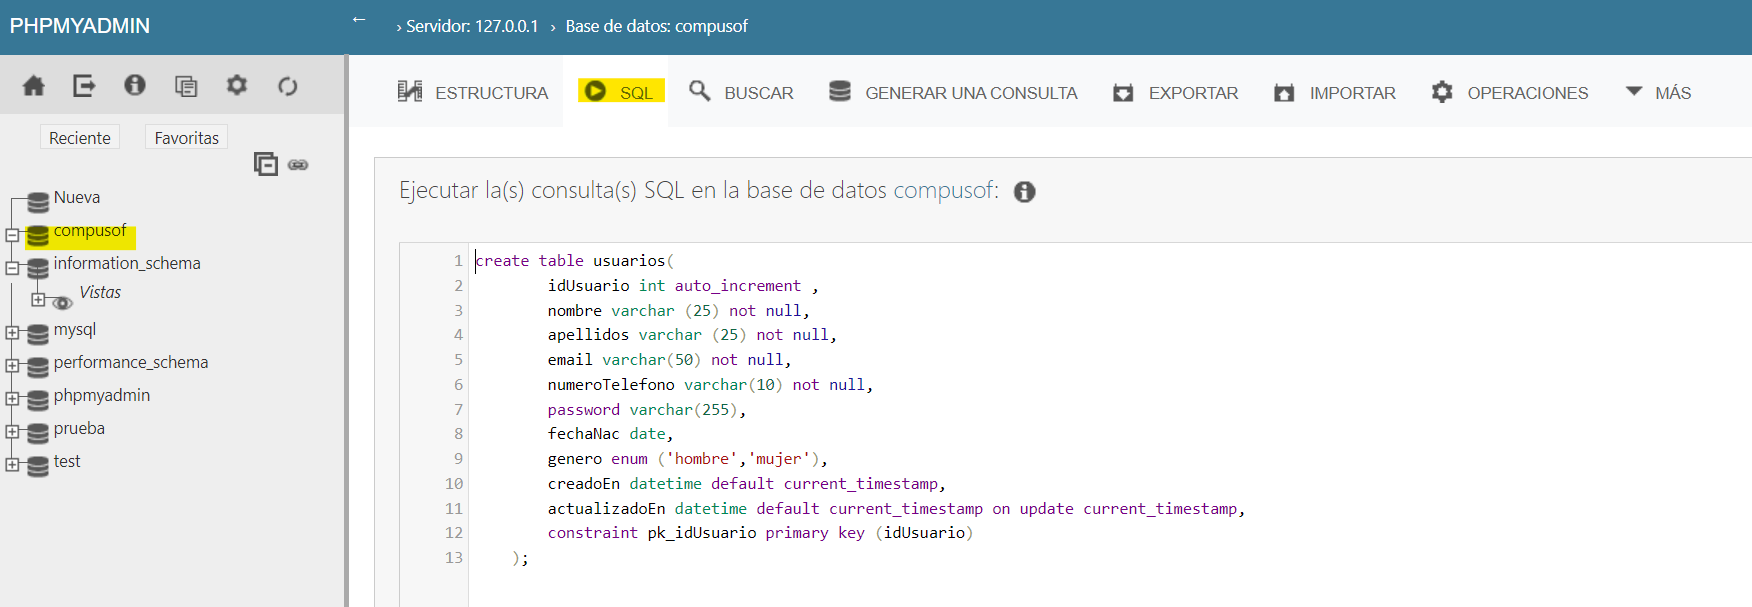 PHPMYADMIN
← › Servidor: 127.0.0.1 › Base de datos: compusof
Reciente Favoritas
Nueva
compusof
information_schema
Vistas
mysql
performance_schema
phpmyadmin
prueba
test
ESTRUCTURA SQL BUSCAR GENERAR UNA CONSULTA EXPORTAR IMPORTAR OPERACIONES MÁS
Ejecutar la(s) consulta(s) SQL en la base de datos compusof:
1 create table usuarios(
2 idUsuario int auto_increment ,
3 nombre varchar (25) not null,
4 apellidos varchar (25) not null,
5 email varchar(50) not null,
6 numeroTelefono varchar(10) not null,
7 password varchar(255),
8 fechaNac date,
9 genero enum ('hombre','mujer'),
10 creadoEn datetime default current_timestamp,
11 actualizadoEn datetime default current_timestamp on update current_timestamp,
12 constraint pk_idUsuario primary key (idUsuario)
13 );